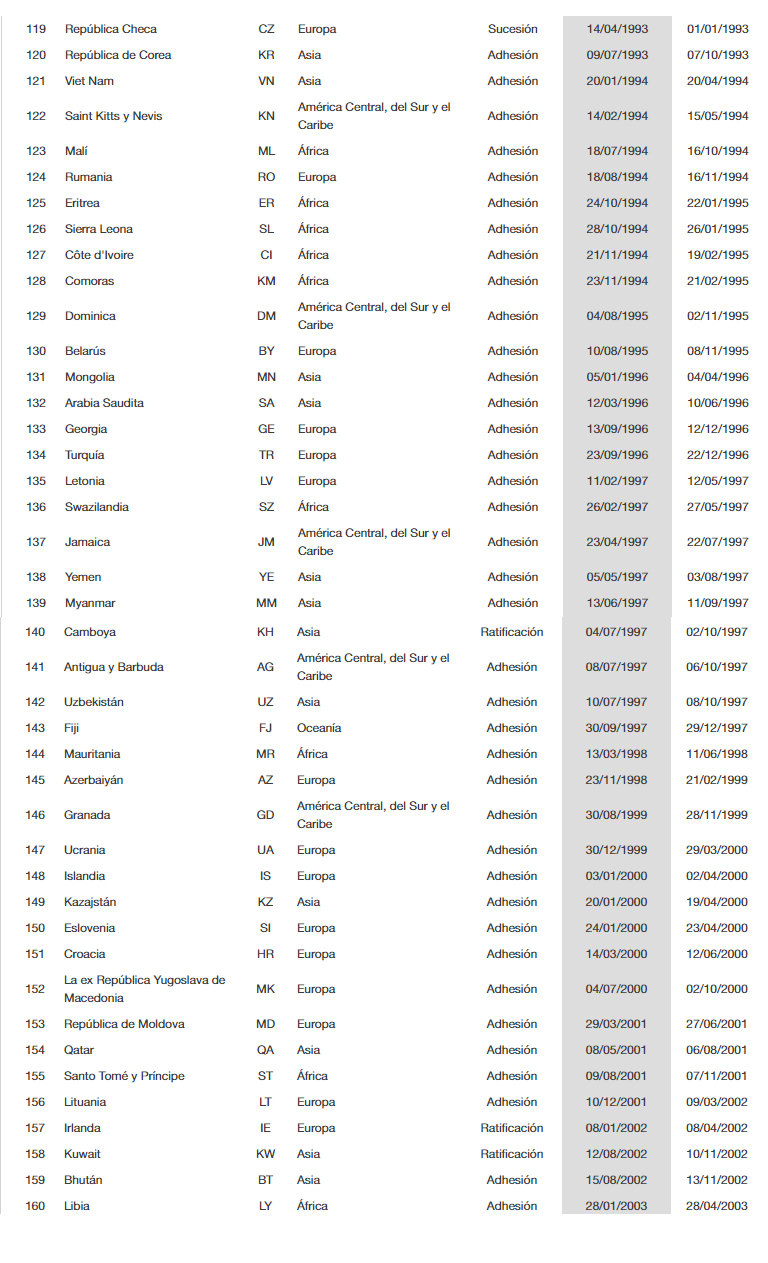 119 República Checa CZ Europa Sucesión 14/04/1993 01/01/1993
120 República de Corea KR Asia Adhesión 09/07/1993 07/10/1993
121 Viet Nam VN Asia Adhesión 20/01/1994 20/04/1994
122 Saint Kitts y Nevis KN América Central, del Sur y el
Caribe Adhesión 14/02/1994 15/05/1994
123 Malí ML África Adhesión 18/07/1994 16/10/1994
124 Rumania RO Europa Adhesión 18/08/1994 16/11/1994
125 Eritrea ER África Adhesión 24/10/1994 22/01/1995
126 Sierra Leona SL África Adhesión 28/10/1994 26/01/1995
127 Côte d'Ivoire CI África Adhesión 21/11/1994 19/02/1995
128 Comoras KM África Adhesión 23/11/1994 21/02/1995
129 Dominica DM América Central, del Sur y el
Caribe Adhesión 04/08/1995 02/11/1995
130 Belarús BY Europa Adhesión 10/08/1995 08/11/1995
131 Mongolia MN Asia Adhesión 05/01/1996 04/04/1996
132 Arabia Saudita SA Asia Adhesión 12/03/1996 10/06/1996
133 Georgia GE Europa Adhesión 13/09/1996 12/12/1996
134 Turquía TR Europa Adhesión 23/09/1996 22/12/1996
135 Letonia LV Europa Adhesión 11/02/1997 12/05/1997
136 Swazilandia SZ África Adhesión 26/02/1997 27/05/1997
137 Jamaica JM América Central, del Sur y el
Caribe Adhesión 23/04/1997 22/07/1997
138 Yemen YE Asia Adhesión 05/05/1997 03/08/1997
139 Myanmar MM Asia Adhesión 13/06/1997 11/09/1997
140 Camboya KH Asia Ratificación 04/07/1997 02/10/1997
141 Antigua y Barbuda AG América Central, del Sur y el
Caribe Adhesión 08/07/1997 06/10/1997
142 Uzbekistán UZ Asia Adhesión 10/07/1997 08/10/1997
143 Fiji FJ Oceanía Adhesión 30/09/1997 29/12/1997
144 Mauritania MR África Adhesión 13/03/1998 11/06/1998
145 Azerbaiyán AZ Europa Adhesión 23/11/1998 21/02/1999
146 Granada GD América Central, del Sur y el
Caribe Adhesión 30/08/1999 28/11/1999
147 Ucrania UA Europa Adhesión 30/12/1999 29/03/2000
148 Islandia IS Europa Adhesión 03/01/2000 02/04/2000
149 Kazajstán KZ Asia Adhesión 20/01/2000 19/04/2000
150 Eslovenia SI Europa Adhesión 24/01/2000 23/04/2000
151 Croacia HR Europa Adhesión 14/03/2000 12/06/2000
152 La ex República Yugoslava de
Macedonia MK Europa Adhesión 04/07/2000 02/10/2000
153 República de Moldova MD Europa Adhesión 29/03/2001 27/06/2001
154 Qatar QA Asia Adhesión 08/05/2001 06/08/2001
155 Santo Tomé y Príncipe ST África Adhesión 09/08/2001 07/11/2001
156 Lituania LT Europa Adhesión 10/12/2001 09/03/2002
157 Irlanda IE Europa Ratificación 08/01/2002 08/04/2002
158 Kuwait KW Asia Ratificación 12/08/2002 10/11/2002
159 Bhután BT Asia Adhesión 15/08/2002 13/11/2002
160 Libia LY África Adhesión 28/01/2003 28/04/2003